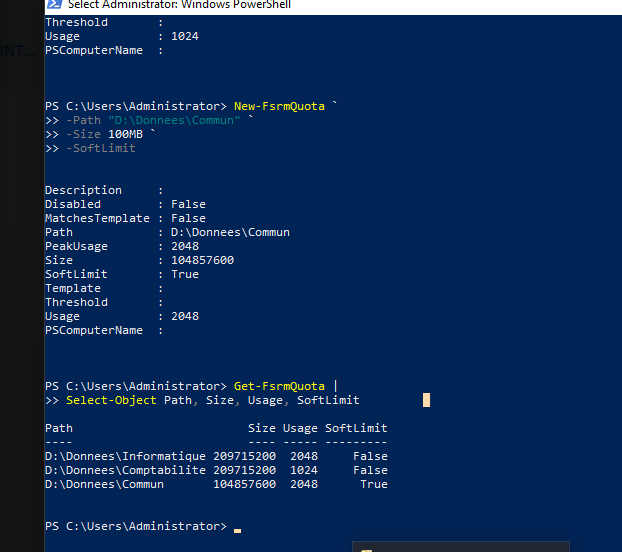 Select Administrator: Windows PowerShell
Threshold       :
Usage           : 1024
PSComputerName  :
PS C:\Users\Administrator> New-FsrmQuota `
>> -Path "D:\Donnees\Commun" `
>> -Size 100MB `
>> -SoftLimit
Description     :
Disabled        : False
MatchesTemplate : False
Path            : D:\Donnees\Commun
PeakUsage       : 2048
Size            : 104857600
SoftLimit       : True
Template        :
Threshold       :
Usage           : 2048
PSComputerName  :
PS C:\Users\Administrator> Get-FsrmQuota |
>> Select-Object Path, Size, Usage, SoftLimit
Path                         Size Usage SoftLimit
----                         ---- ----- ---------
D:\Donnees\Informatique 209715200  2048     False
D:\Donnees\Comptabilite 209715200  1024     False
D:\Donnees\Commun       104857600  2048      True
PS C:\Users\Administrator>